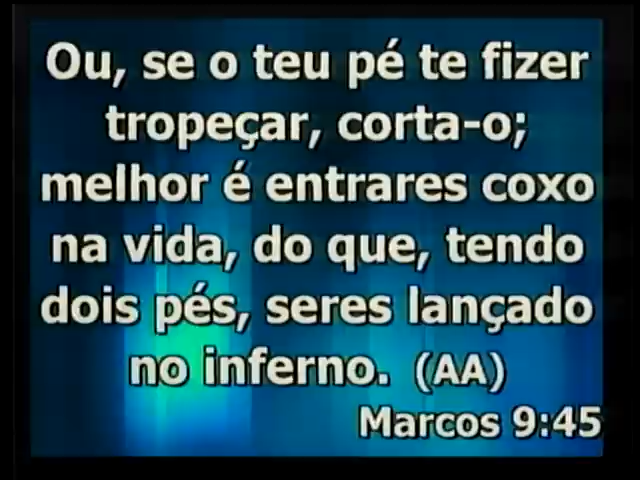 Ou, se o teu pé te fizer
tropeçar, corta-o;
melhor é entrares coxo
na vida, do que, tendo
dois pés, seres lançado
no inferno. (AA)
Marcos 9:45